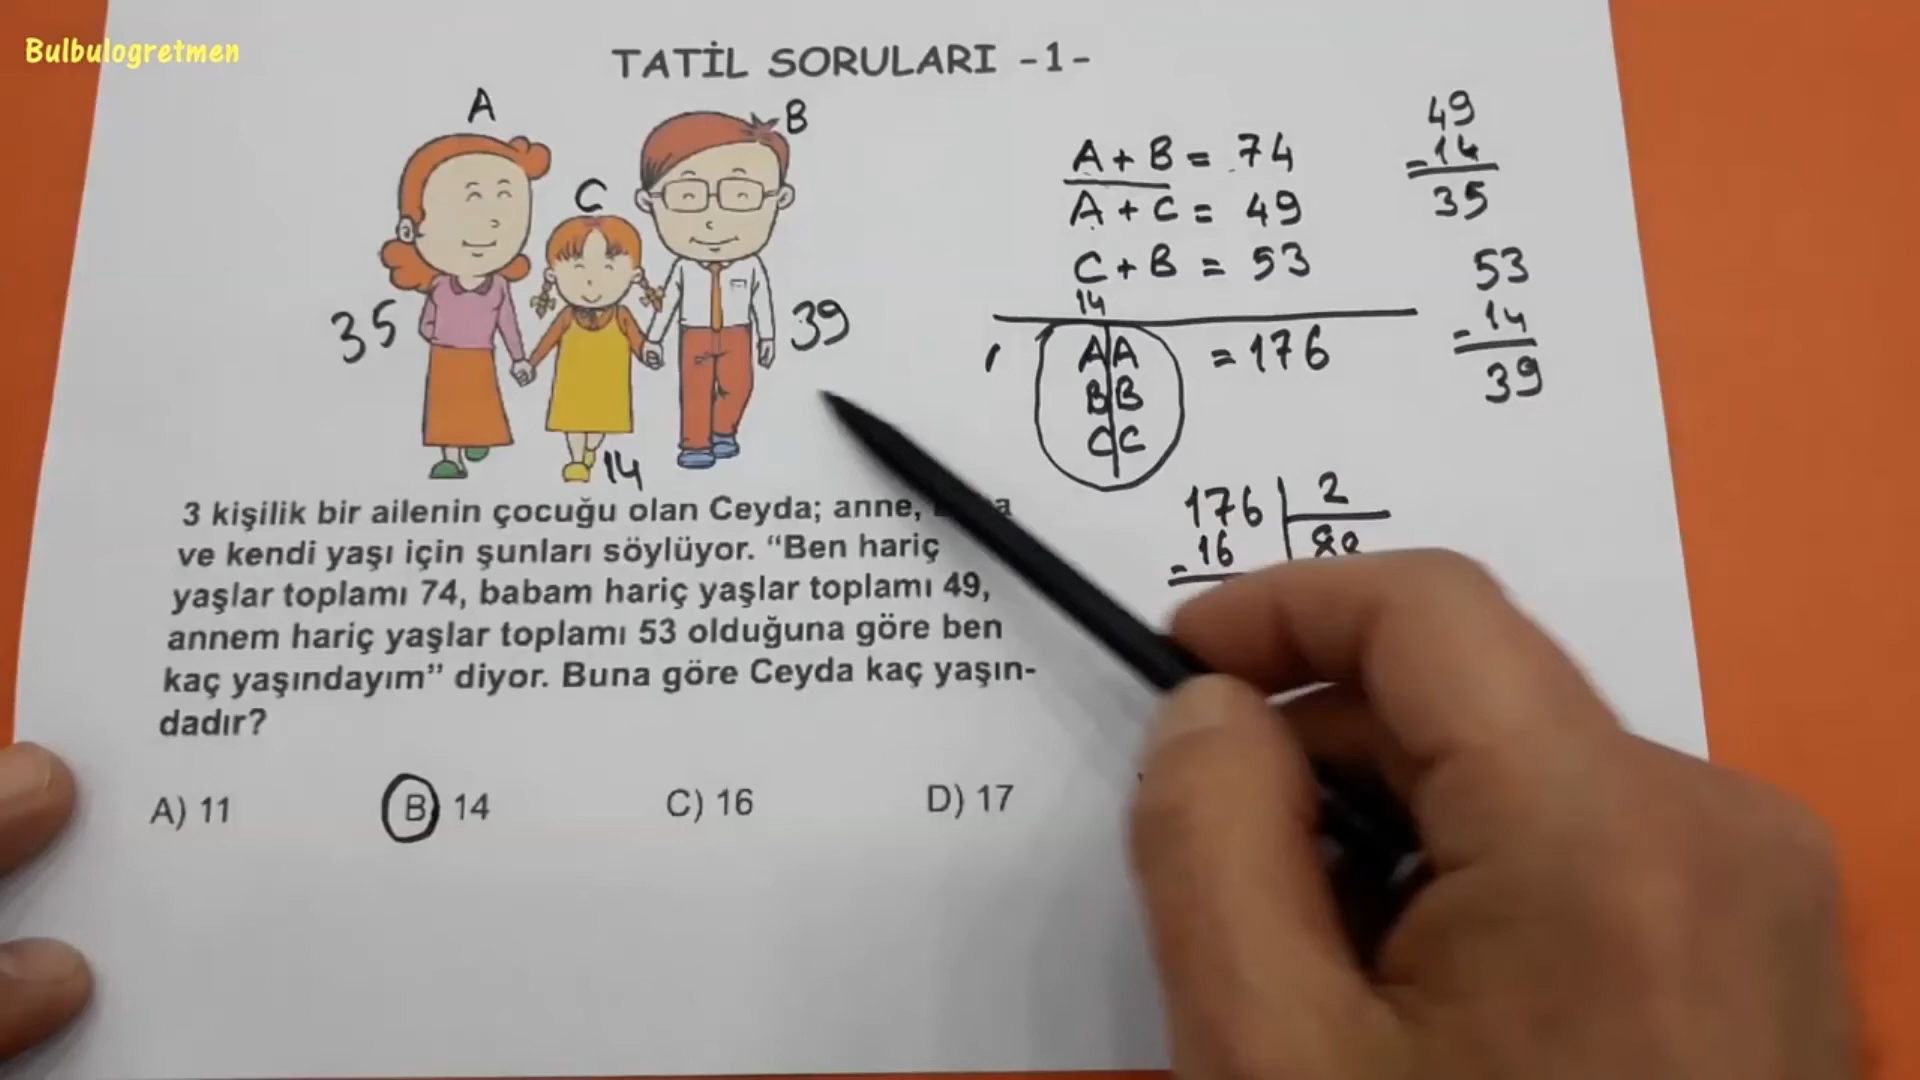 Bulbulogretmen
TATİL SORULARI -1-
A
B
C
35
39
14
A + B = 74
A + C = 49
C + B = 53
14
AA = 176
BB
CC
49
-14
35
53
-14
39
176 2
-16
3 kişilik bir ailenin çocuğu olan Ceyda; anne,
ve kendi yaşı için şunları söylüyor. “Ben hariç
yaşlar toplamı 74, babam hariç yaşlar toplamı 49,
annem hariç yaşlar toplamı 53 olduğuna göre ben
kaç yaşındayım” diyor. Buna göre Ceyda kaç yaşın-
dadır?
A) 11 B) 14 C) 16 D) 17